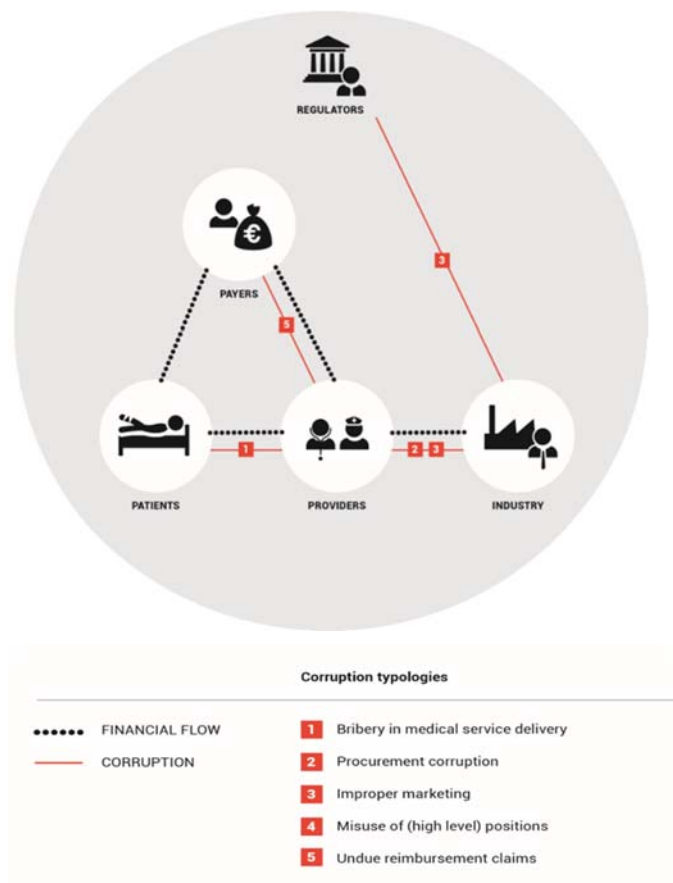 REGULATORS
3
€
PAYERS
5
1
2 3
PATIENTS PROVIDERS INDUSTRY
Corruption typologies
FINANCIAL FLOW 1 Bribery in medical service delivery
CORRUPTION 2 Procurement corruption
3 Improper marketing
4 Misuse of (high level) positions
5 Undue reimbursement claims